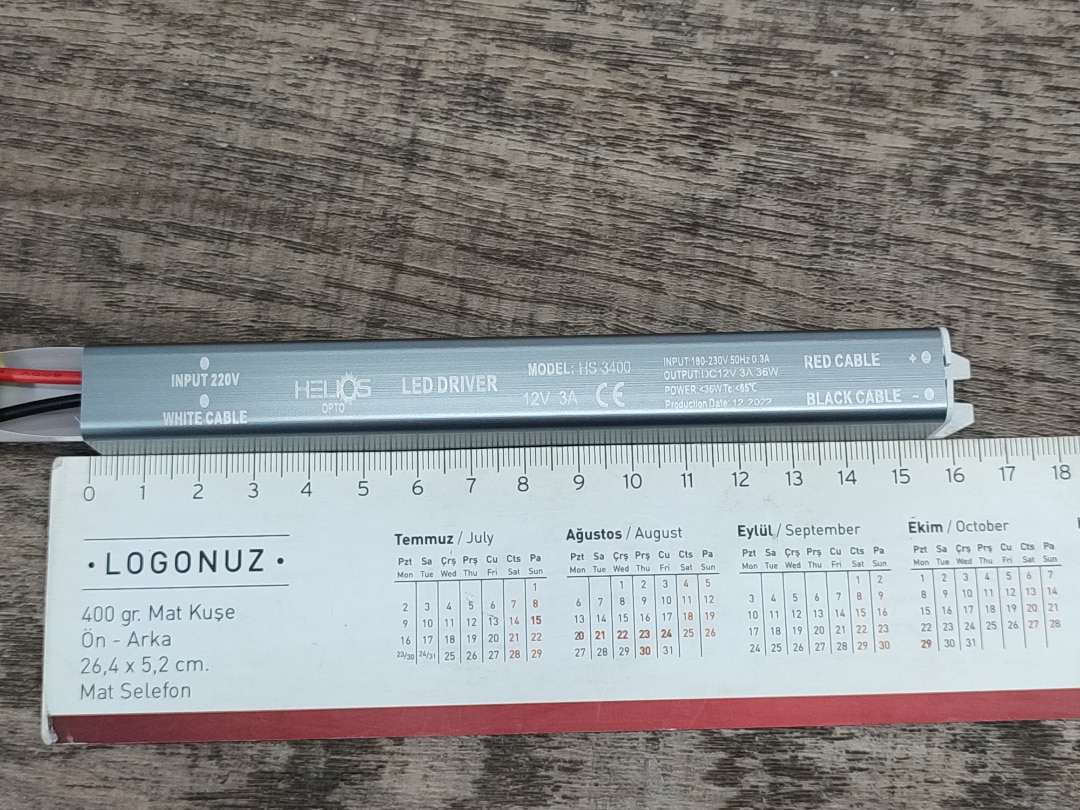 INPUT 220V
WHITE CABLE
HELIOS
OPTO
LED DRIVER
MODEL: HS 3400
12V 3A CE
INPUT:180-230V 50Hz 0.3A
OUTPUT:DC12V 3A 36W
POWER:<36W Tc:<65℃
Production Date: 12.2022
RED CABLE +
BLACK CABLE -
0 1 2 3 4 5 6 7 8 9 10 11 12 13 14 15 16 17 18
• LOGONUZ •
400 gr. Mat Kuşe
Ön - Arka
26,4 x 5,2 cm.
Mat Selefon
Temmuz / July
Pzt Sa Çrş Prş Cu Cts Pa
Mon Tue Wed Thu Fri Sat Sun
1
2 3 4 5 6 7 8
9 10 11 12 13 14 15
16 17 18 19 20 21 22
23/30 24/31 25 26 27 28 29
Ağustos / August
Pzt Sa Çrş Prş Cu Cts Pa
Mon Tue Wed Thu Fri Sat Sun
1 2 3 4 5
6 7 8 9 10 11 12
13 14 15 16 17 18 19
20 21 22 23 24 25 26
27 28 29 30 31
Eylül / September
Pzt Sa Çrş Prş Cu Cts Pa
Mon Tue Wed Thu Fri Sat Sun
1 2
3 4 5 6 7 8 9
10 11 12 13 14 15 16
17 18 19 20 21 22 23
24 25 26 27 28 29 30
Ekim / October
Pzt Sa Çrş Prş Cu Cts Pa
Mon Tue Wed Thu Fri Sat Sun
1 2 3 4 5 6 7
8 9 10 11 12 13 14
15 16 17 18 19 20 21
22 23 24 25 26 27 28
29 30 31